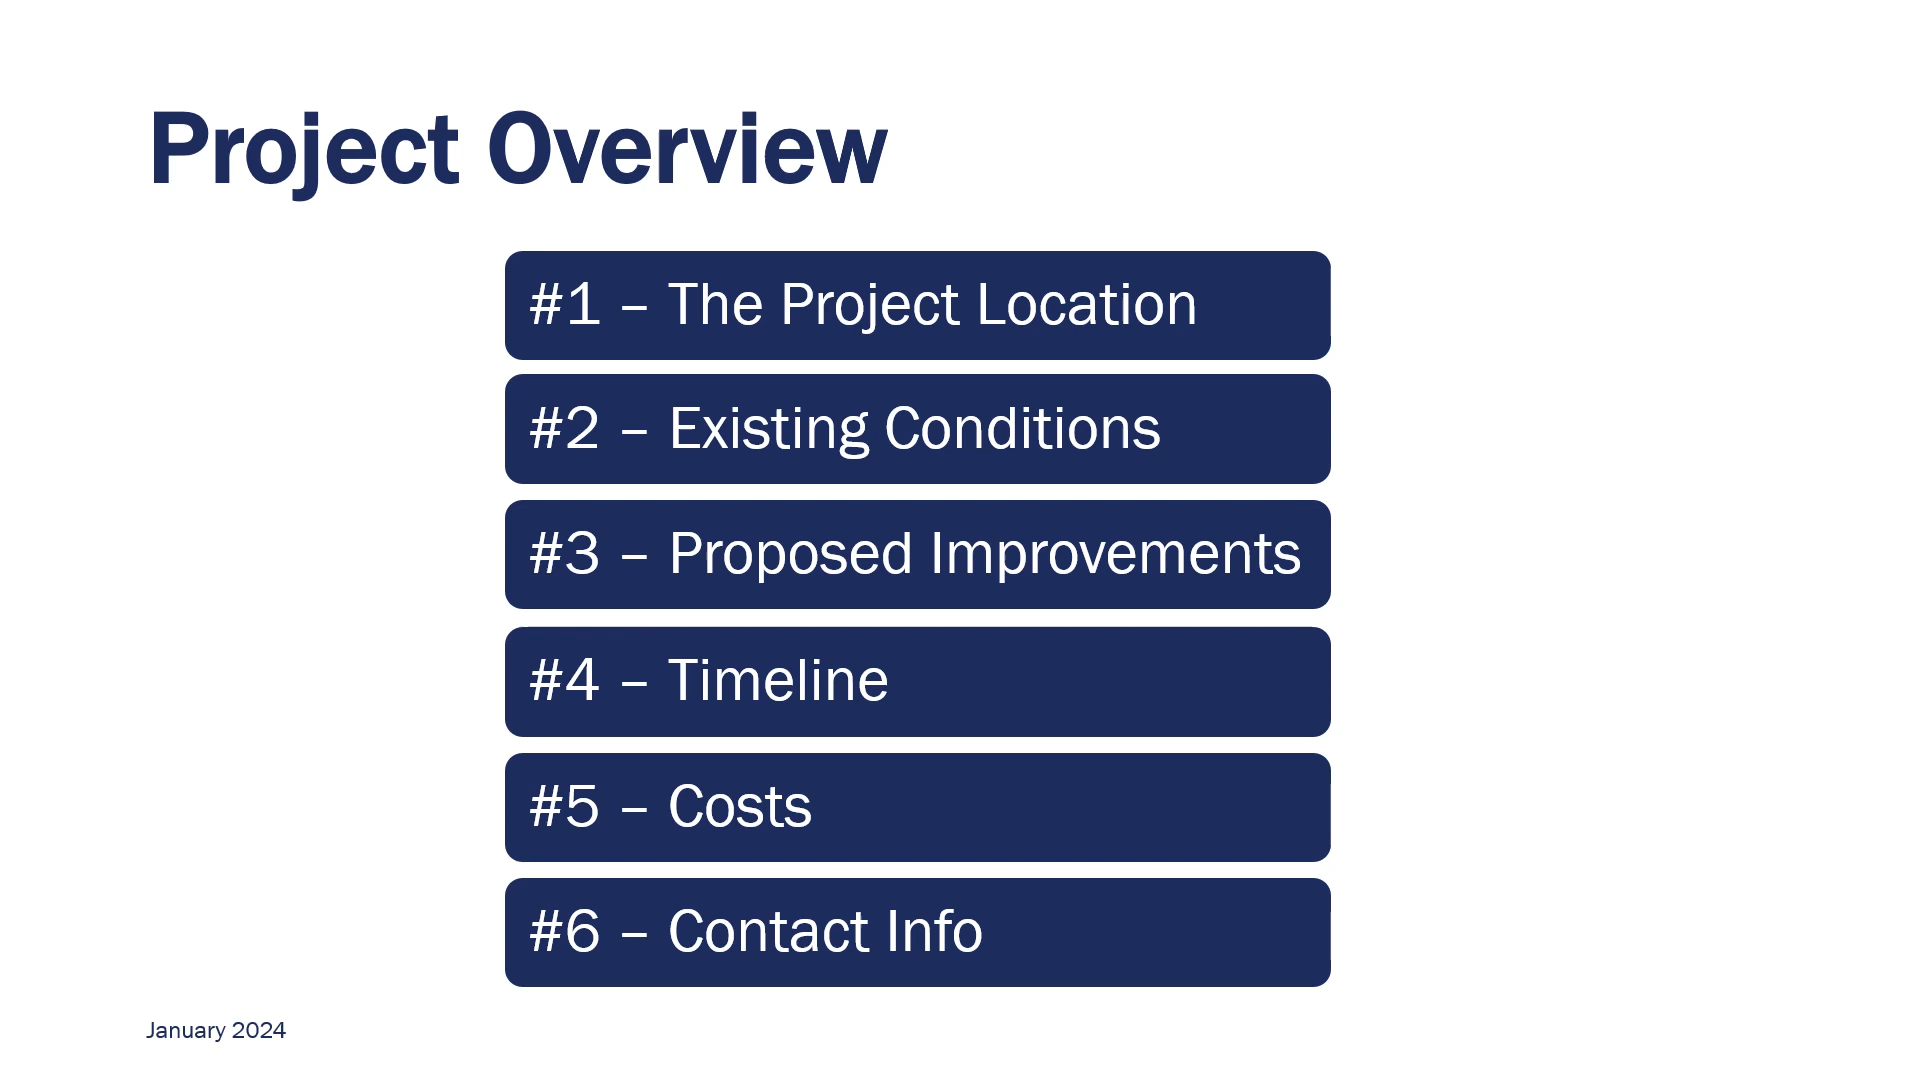 Project Overview
#1 – The Project Location
#2 – Existing Conditions
#3 – Proposed Improvements
#4 – Timeline
#5 – Costs
#6 – Contact Info
January 2024